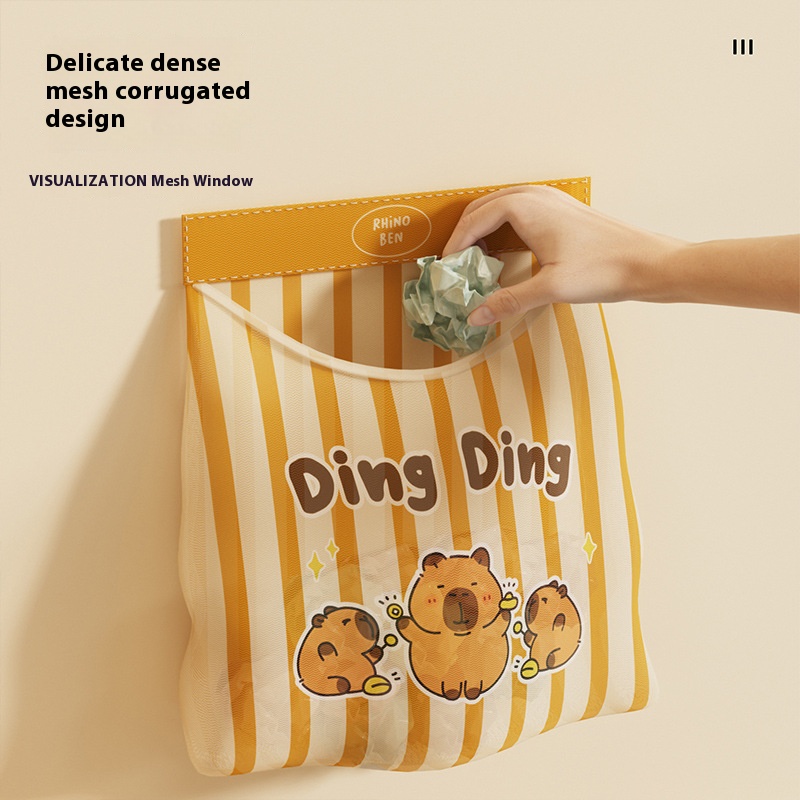 Delicate dense
mesh corrugated
design
VISUALIZATION Mesh Window
RHINO
BEN
Ding Ding